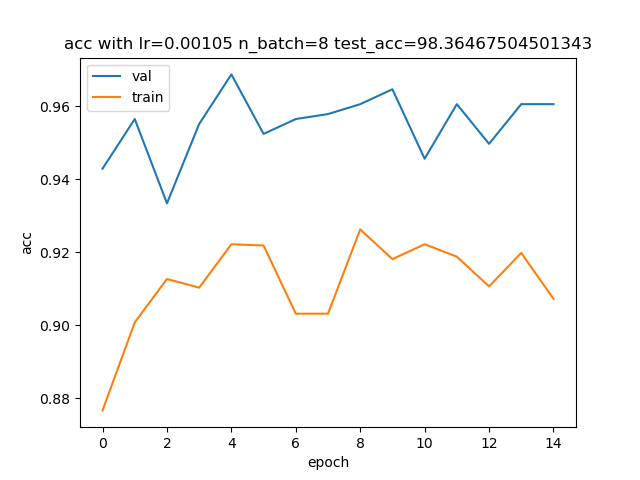 acc with lr=0.00105 n_batch=8 test_acc=98.36467504501343
val
train
acc
0.96
0.94
0.92
0.90
0.88
0 2 4 6 8 10 12 14
epoch